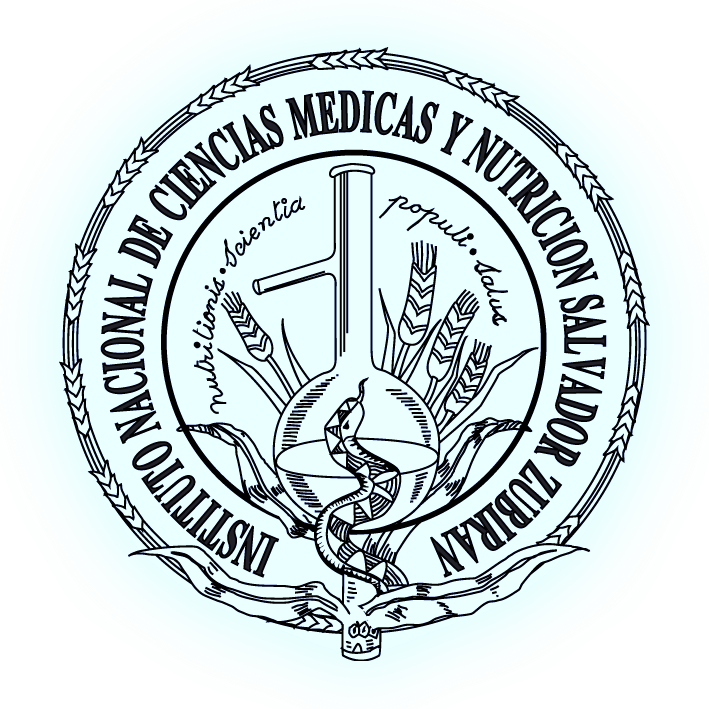 INSTITUTO NACIONAL DE CIENCIAS MEDICAS Y NUTRICION SALVADOR ZUBIRAN
nutritionis • Scientia
populi • Salus